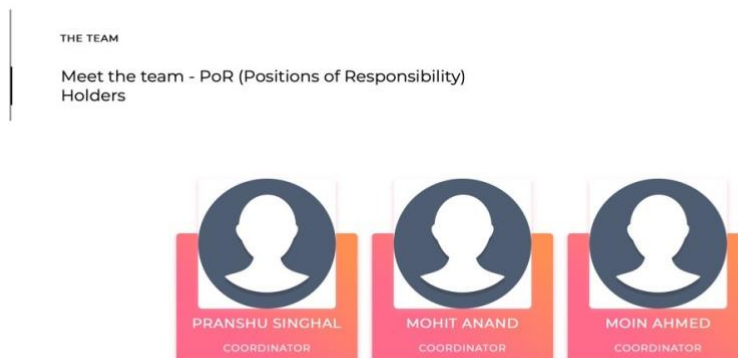 THE TEAM
Meet the team - PoR (Positions of Responsibility)
Holders
PRANSHU SINGHAL
MOHIT ANAND
MOIN AHMED
COORDINATOR
COORDINATOR
COORDINATOR